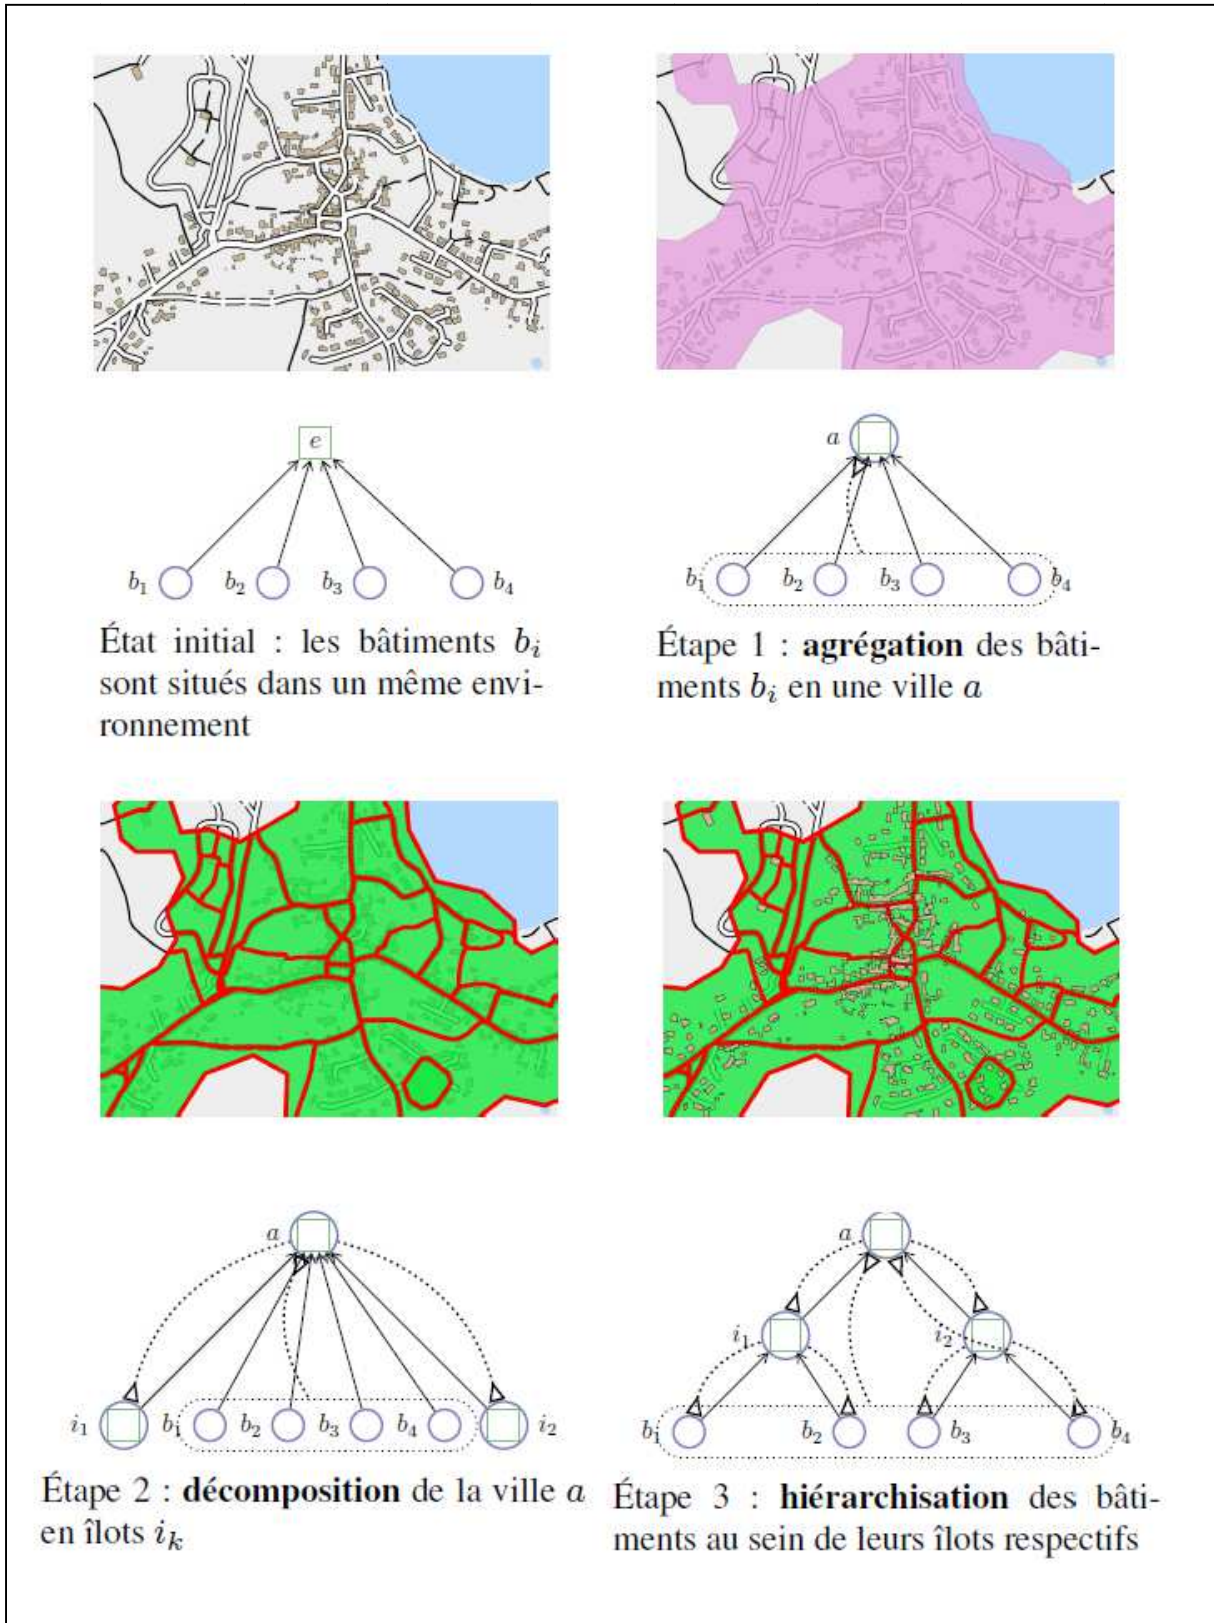 e
b₁ b₂ b₃ b₄
État initial : les bâtiments bᵢ
sont situés dans un même envi-
ronnement
a
b₁ b₂ b₃ b₄
Étape 1 : agrégation des bâti-
ments bᵢ en une ville a
a
i₁ b₁ b₂ b₃ b₄ i₂
Étape 2 : décomposition de la ville a
en îlots iₖ
a
i₁ i₂
b₁ b₂ b₃ b₄
Étape 3 : hiérarchisation des bâti-
ments au sein de leurs îlots respectifs